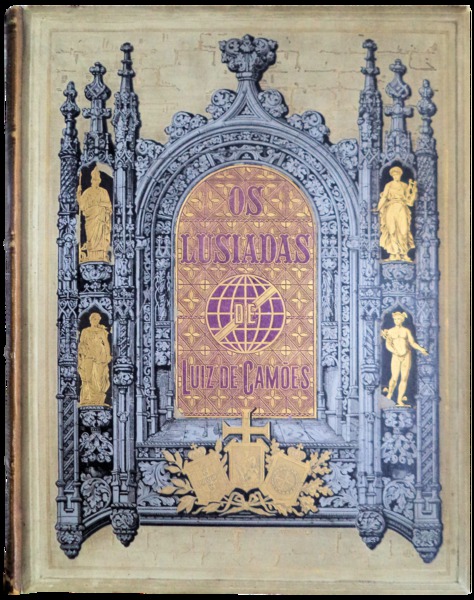 OS
LUSIADAS
DE
LUIZ DE CAMÕES